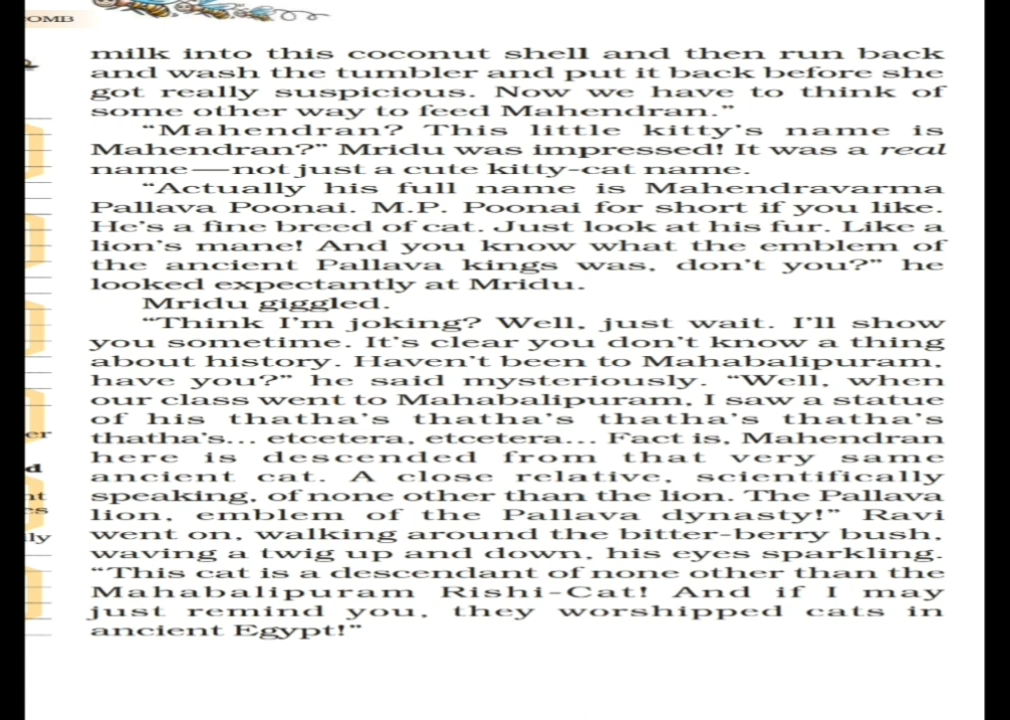 OMB
milk into this coconut shell and then run back
and wash the tumbler and put it back before she
got really suspicious. Now we have to think of
some other way to feed Mahendran.”
“Mahendran? This little kitty’s name is
Mahendran?” Mridu was impressed! It was a real
name—not just a cute kitty-cat name.
“Actually his full name is Mahendravarma
Pallava Poonai. M.P. Poonai for short if you like.
He’s a fine breed of cat. Just look at his fur. Like a
lion’s mane! And you know what the emblem of
the ancient Pallava kings was, don’t you?” he
looked expectantly at Mridu.
Mridu giggled.
“Think I’m joking? Well, just wait. I’ll show
you sometime. It’s clear you don’t know a thing
about history. Haven’t been to Mahabalipuram,
have you?” he said mysteriously. “Well, when
our class went to Mahabalipuram, I saw a statue
of his thatha’s thatha’s thatha’s thatha’s
thatha’s... etcetera, etcetera... Fact is, Mahendran
here is descended from that very same
ancient cat. A close relative, scientifically
speaking, of none other than the lion. The Pallava
lion, emblem of the Pallava dynasty!” Ravi
went on, walking around the bitter-berry bush,
waving a twig up and down, his eyes sparkling.
“This cat is a descendant of none other than the
Mahabalipuram Rishi-Cat! And if I may
just remind you, they worshipped cats in
ancient Egypt!”
er
d
nt
es
lly